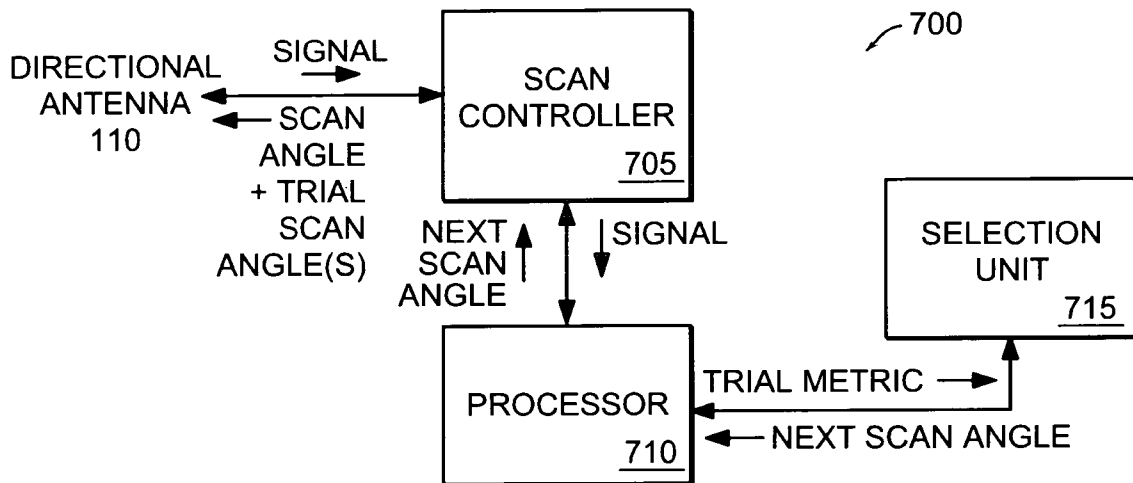 700
SIGNAL
DIRECTIONAL
ANTENNA
110
SCAN
ANGLE
+ TRIAL
SCAN
ANGLE(S)
SCAN
CONTROLLER
705
NEXT
SCAN
ANGLE
SIGNAL
SELECTION
UNIT
715
PROCESSOR
710
TRIAL METRIC
NEXT SCAN ANGLE